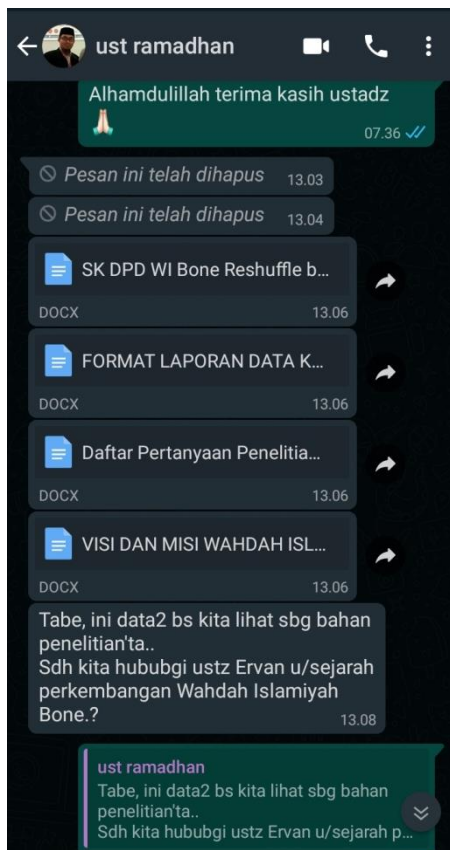 ust ramadhan
Alhamdulillah terima kasih ustadz
🙏🏻
07.36
Pesan ini telah dihapus 13.03
Pesan ini telah dihapus 13.04
SK DPD WI Bone Reshuffle b...
DOCX 13.06
FORMAT LAPORAN DATA K...
DOCX 13.06
Daftar Pertanyaan Penelitia...
DOCX 13.06
VISI DAN MISI WAHDAH ISL...
DOCX 13.06
Tabe, ini data2 bs kita lihat sbg bahan
penelitian'ta..
Sdh kita hububgi ustz Ervan u/sejarah
perkembangan Wahdah Islamiyah
Bone.?
13.08
ust ramadhan
Tabe, ini data2 bs kita lihat sbg bahan
penelitian'ta..
Sdh kita hububgi ustz Ervan u/sejarah p...